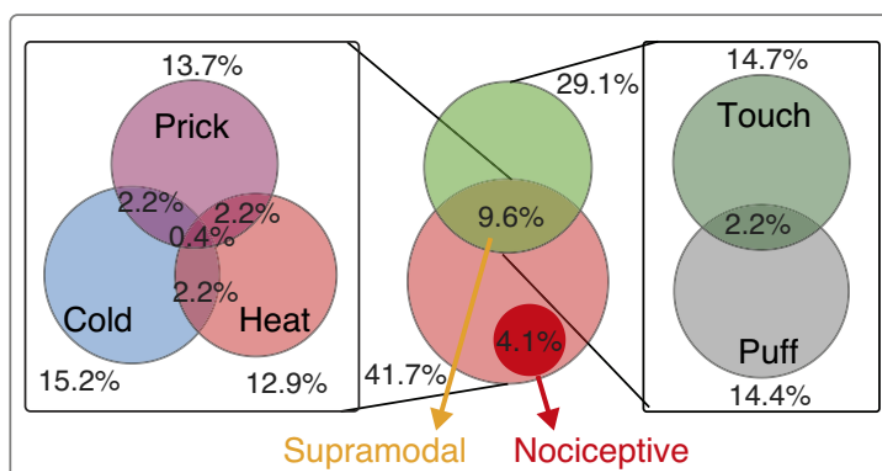 13.7%
Prick
2.2%
2.2%
0.4%
2.2%
Cold
Heat
15.2%
12.9%
29.1%
9.6%
4.1%
41.7%
Supramodal
Nociceptive
14.7%
Touch
2.2%
Puff
14.4%